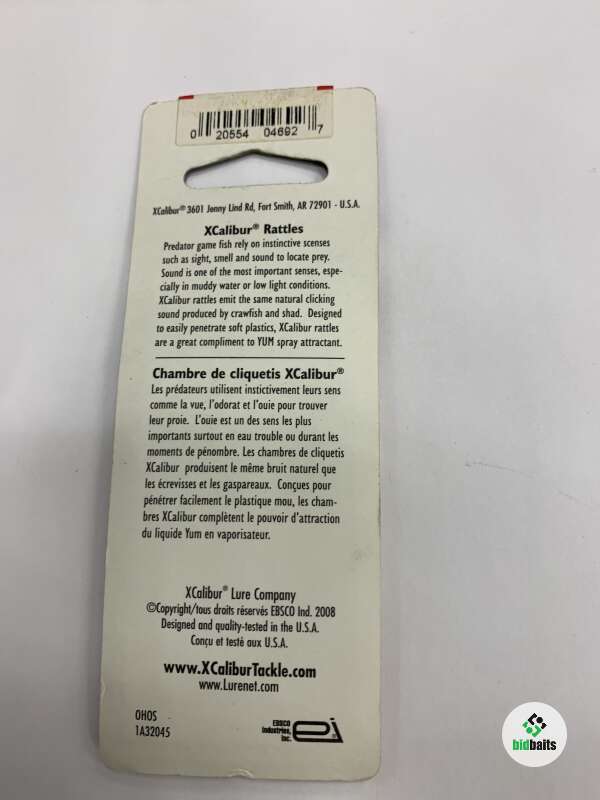 0 20554 04692 7
XCalibur® 3601 Jenny Lind Rd, Fort Smith, AR 72901 - U.S.A.
XCalibur® Rattles
Predator game fish rely on instinctive scenses
such as sight, smell and sound to locate prey.
Sound is one of the most important senses, espe-
cially in muddy water or low light conditions.
XCalibur rattles emit the same natural clicking
sound produced by crawfish and shad. Designed
to easily penetrate soft plastics, XCalibur rattles
are a great compliment to YUM spray attractant.
Chambre de cliquetis XCalibur®
Les prédateurs utilisent instictivement leurs sens
comme la vue, l'odorat et l'ouie pour trouver
leur proie. L'ouie est un des sens les plus
importants surtout en eau trouble ou durant les
moments de pénombre. Les chambres de cliquetis
XCalibur produisent le même bruit naturel que
les écrevisses et les gaspareaux. Conçues pour
pénétrer facilement le plastique mou, les cham-
bres XCalibur complètent le pouvoir d'attraction
du liquide Yum en vaporisateur.
XCalibur® Lure Company
©Copyright/tous droits réservés EBSCO Ind. 2008
Designed and quality-tested in the U.S.A.
Conçu et testé aux U.S.A.
www.XCaliburTackle.com
www.Lurenet.com
OHOS
1A32045
EBSCO
Industries,
Inc.
ei
bidbaits